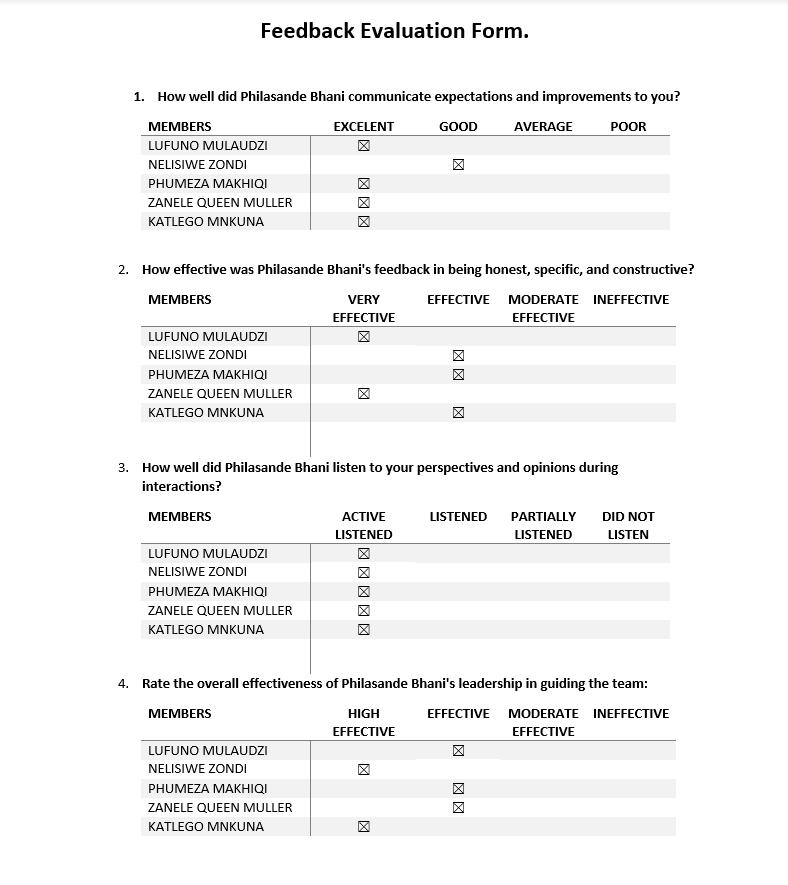 Feedback Evaluation Form.
1. How well did Philasande Bhani communicate expectations and improvements to you?
MEMBERS EXCELENT GOOD AVERAGE POOR
LUFUNO MULAUDZI ☒
NELISIWE ZONDI ☒
PHUMEZA MAKHIQI ☒
ZANELE QUEEN MULLER ☒
KATLEGO MNKUNA ☒
2. How effective was Philasande Bhani's feedback in being honest, specific, and constructive?
MEMBERS VERY EFFECTIVE MODERATE INEFFECTIVE
EFFECTIVE EFFECTIVE
LUFUNO MULAUDZI ☒
NELISIWE ZONDI ☒
PHUMEZA MAKHIQI ☒
ZANELE QUEEN MULLER ☒
KATLEGO MNKUNA ☒
3. How well did Philasande Bhani listen to your perspectives and opinions during
interactions?
MEMBERS ACTIVE LISTENED PARTIALLY DID NOT
LISTENED LISTENED LISTEN
LUFUNO MULAUDZI ☒
NELISIWE ZONDI ☒
PHUMEZA MAKHIQI ☒
ZANELE QUEEN MULLER ☒
KATLEGO MNKUNA ☒
4. Rate the overall effectiveness of Philasande Bhani's leadership in guiding the team:
MEMBERS HIGH EFFECTIVE MODERATE INEFFECTIVE
EFFECTIVE EFFECTIVE
LUFUNO MULAUDZI ☒
NELISIWE ZONDI ☒
PHUMEZA MAKHIQI ☒
ZANELE QUEEN MULLER ☒
KATLEGO MNKUNA ☒